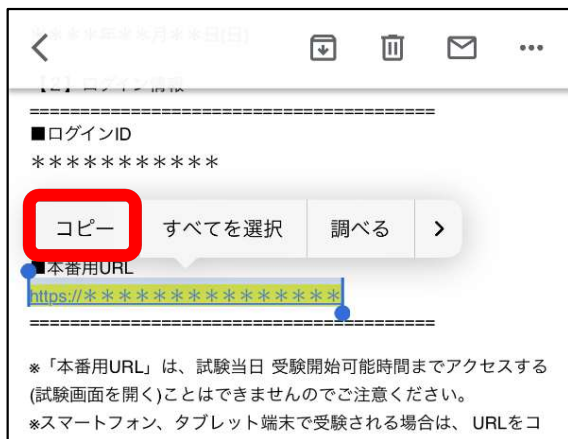 ＊＊＊＊年＊＊月＊＊日(日)
【2】ログイン情報
========================================
■ログインID
＊＊＊＊＊＊＊＊＊＊＊
コピー すべてを選択 調べる
■本番用URL
https://＊＊＊＊＊＊＊＊＊＊＊＊＊＊＊
========================================
※「本番用URL」は、試験当日 受験開始可能時間までアクセスする
(試験画面を開く)ことはできませんのでご注意ください。
※スマートフォン、タブレット端末で受験される場合は、 URLをコ